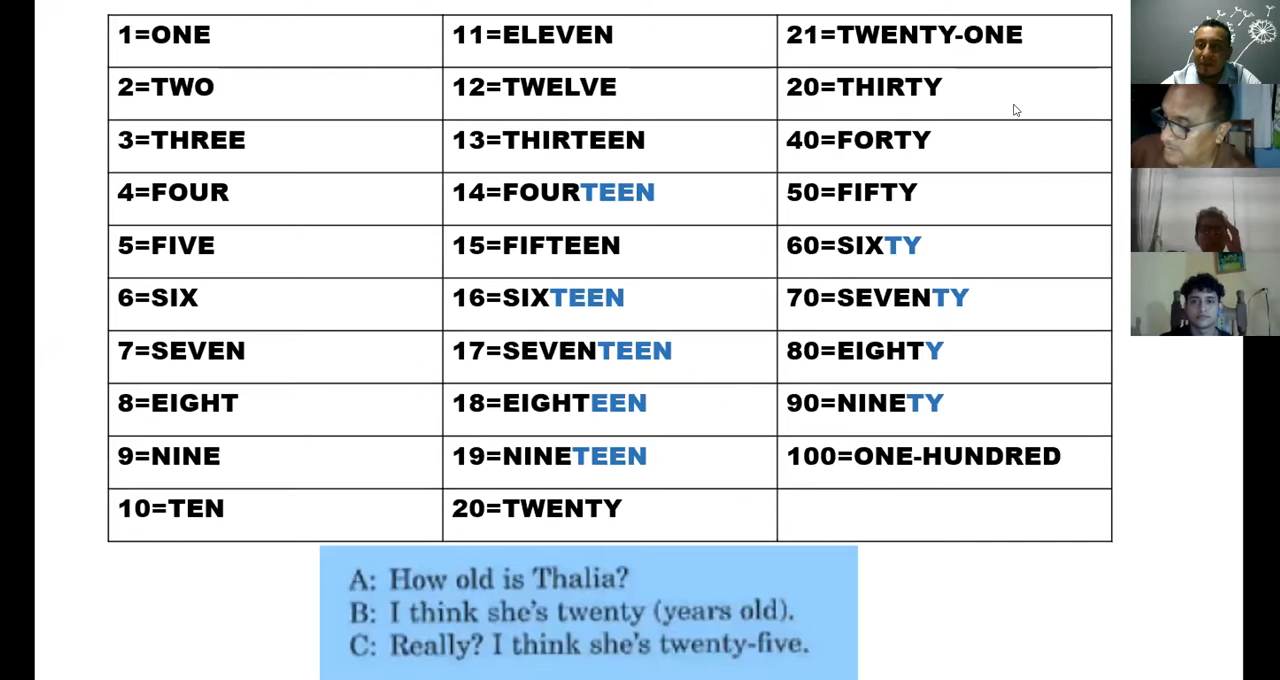 1=ONE 11=ELEVEN 21=TWENTY-ONE
2=TWO 12=TWELVE 20=THIRTY
3=THREE 13=THIRTEEN 40=FORTY
4=FOUR 14=FOURTEEN 50=FIFTY
5=FIVE 15=FIFTEEN 60=SIXTY
6=SIX 16=SIXTEEN 70=SEVENTY
7=SEVEN 17=SEVENTEEN 80=EIGHTY
8=EIGHT 18=EIGHTEEN 90=NINETY
9=NINE 19=NINETEEN 100=ONE-HUNDRED
10=TEN 20=TWENTY
A: How old is Thalia?
B: I think she's twenty (years old).
C: Really? I think she's twenty-five.